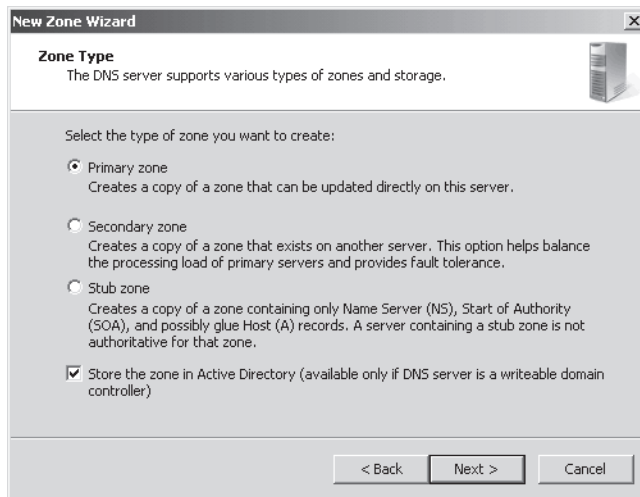 New Zone Wizard
Zone Type
The DNS server supports various types of zones and storage.
Select the type of zone you want to create:
Primary zone
Creates a copy of a zone that can be updated directly on this server.
Secondary zone
Creates a copy of a zone that exists on another server. This option helps balance
the processing load of primary servers and provides fault tolerance.
Stub zone
Creates a copy of a zone containing only Name Server (NS), Start of Authority
(SOA), and possibly glue Host (A) records. A server containing a stub zone is not
authoritative for that zone.
Store the zone in Active Directory (available only if DNS server is a writeable domain
controller)
< Back Next > Cancel